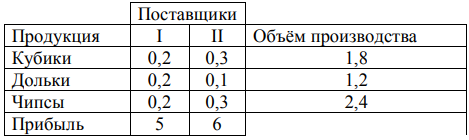 Поставщики
Продукция I II Объём производства
Кубики 0,2 0,3 1,8
Дольки 0,2 0,1 1,2
Чипсы 0,2 0,3 2,4
Прибыль 5 6